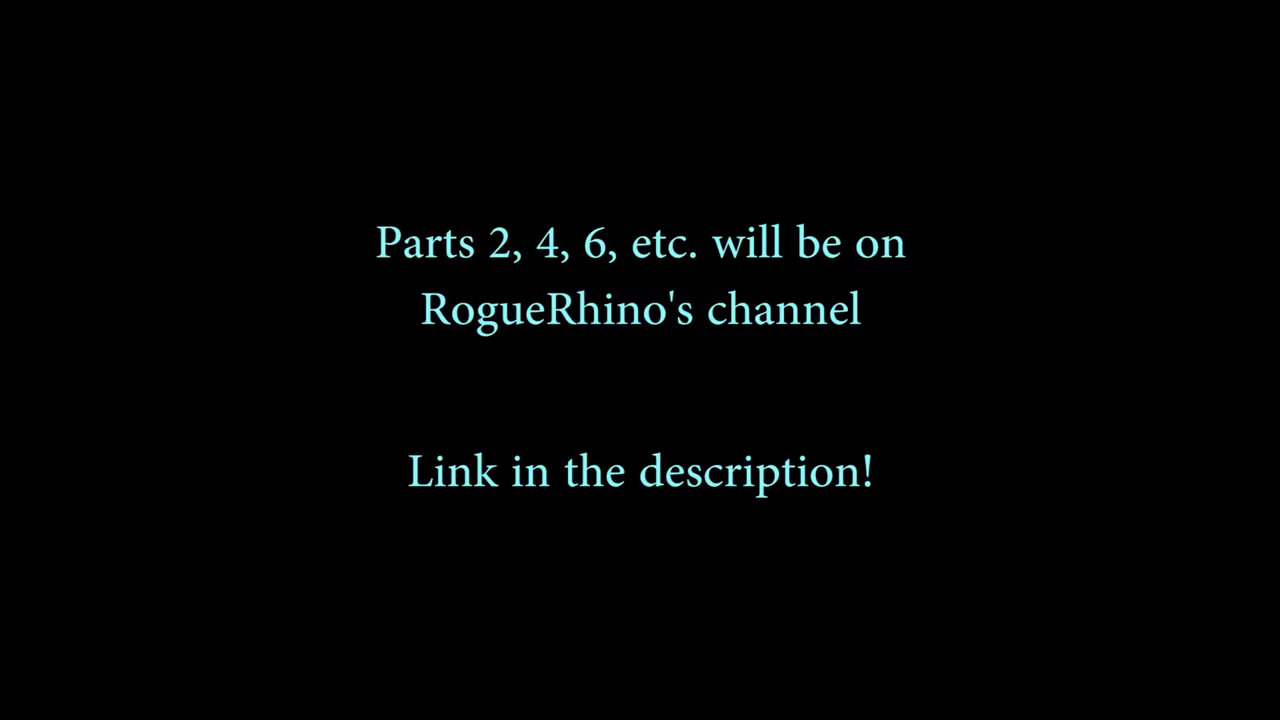 Parts 2, 4, 6, etc. will be on
RogueRhino's channel
Link in the description!